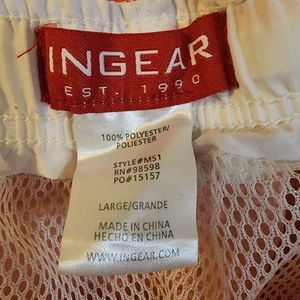 INGEAR
EST. 1990
100% POLYESTER/
POLIESTER
STYLE#MS1
RN#98598
PO#15157
LARGE/GRANDE
MADE IN CHINA
HECHO EN CHINA
WWW.INGEAR.COM